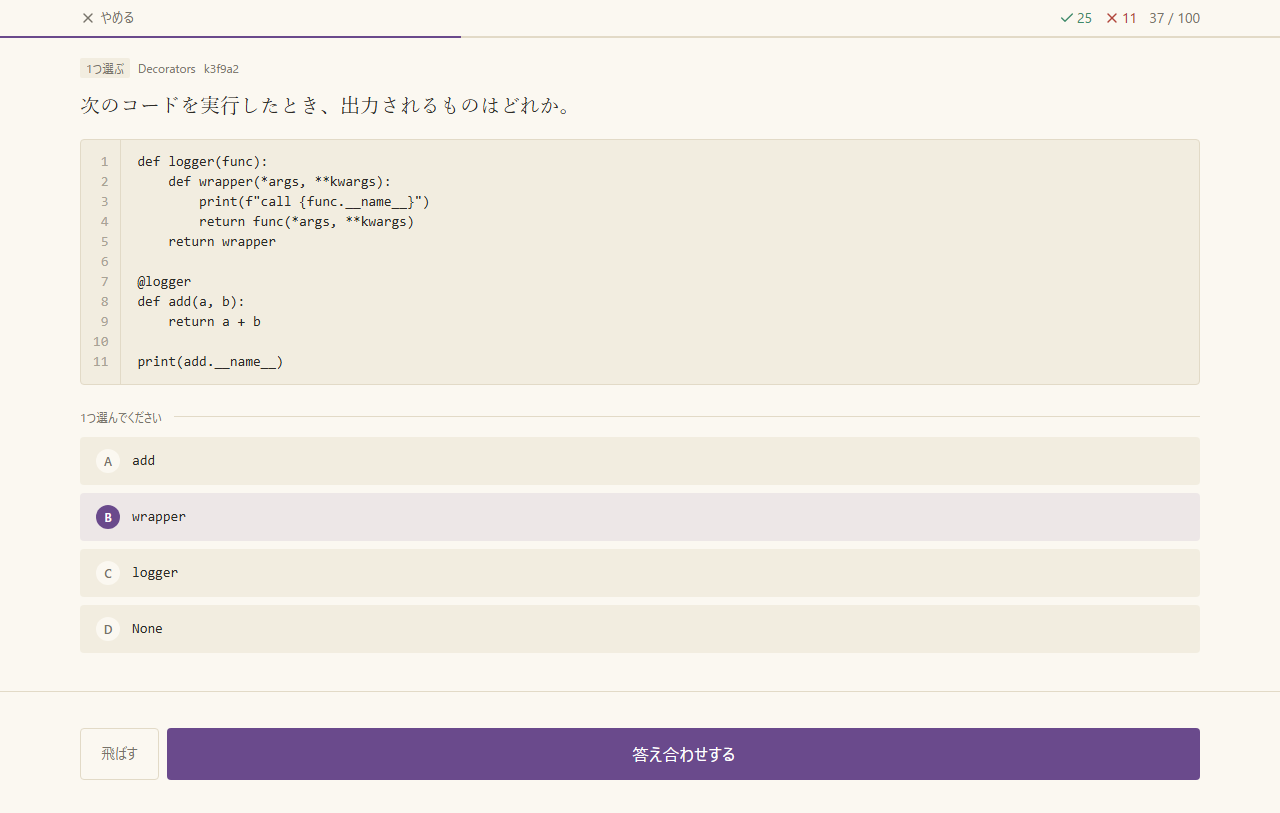 やめる
25 11 37 / 100
1つ選ぶ Decorators k3f9a2
次のコードを実行したとき、出力されるものはどれか。
1 def logger(func):
2     def wrapper(*args, **kwargs):
3         print(f"call {func.__name__}")
4         return func(*args, **kwargs)
5     return wrapper
6
7 @logger
8 def add(a, b):
9     return a + b
10
11 print(add.__name__)
1つ選んでください
A add
B wrapper
C logger
D None
飛ばす 答え合わせする